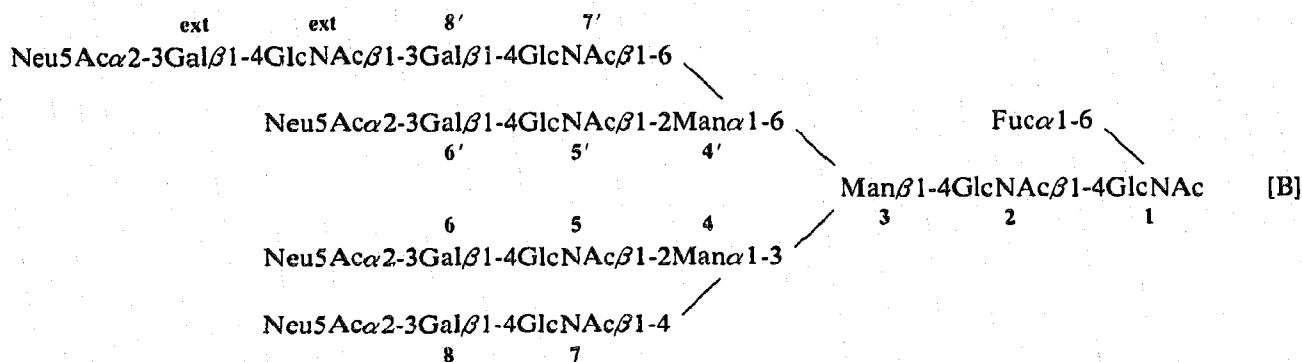 ext ext 8′ 7′
Neu5Acα2-3Galβ1-4GlcNAcβ1-3Galβ1-4GlcNAcβ1-6
Neu5Acα2-3Galβ1-4GlcNAcβ1-2Manα1-6 Fucα1-6
6′ 5′ 4′
Manβ1-4GlcNAcβ1-4GlcNAc [B]
3 2 1
6 5 4
Neu5Acα2-3Galβ1-4GlcNAcβ1-2Manα1-3
Neu5Acα2-3Galβ1-4GlcNAcβ1-4
8 7